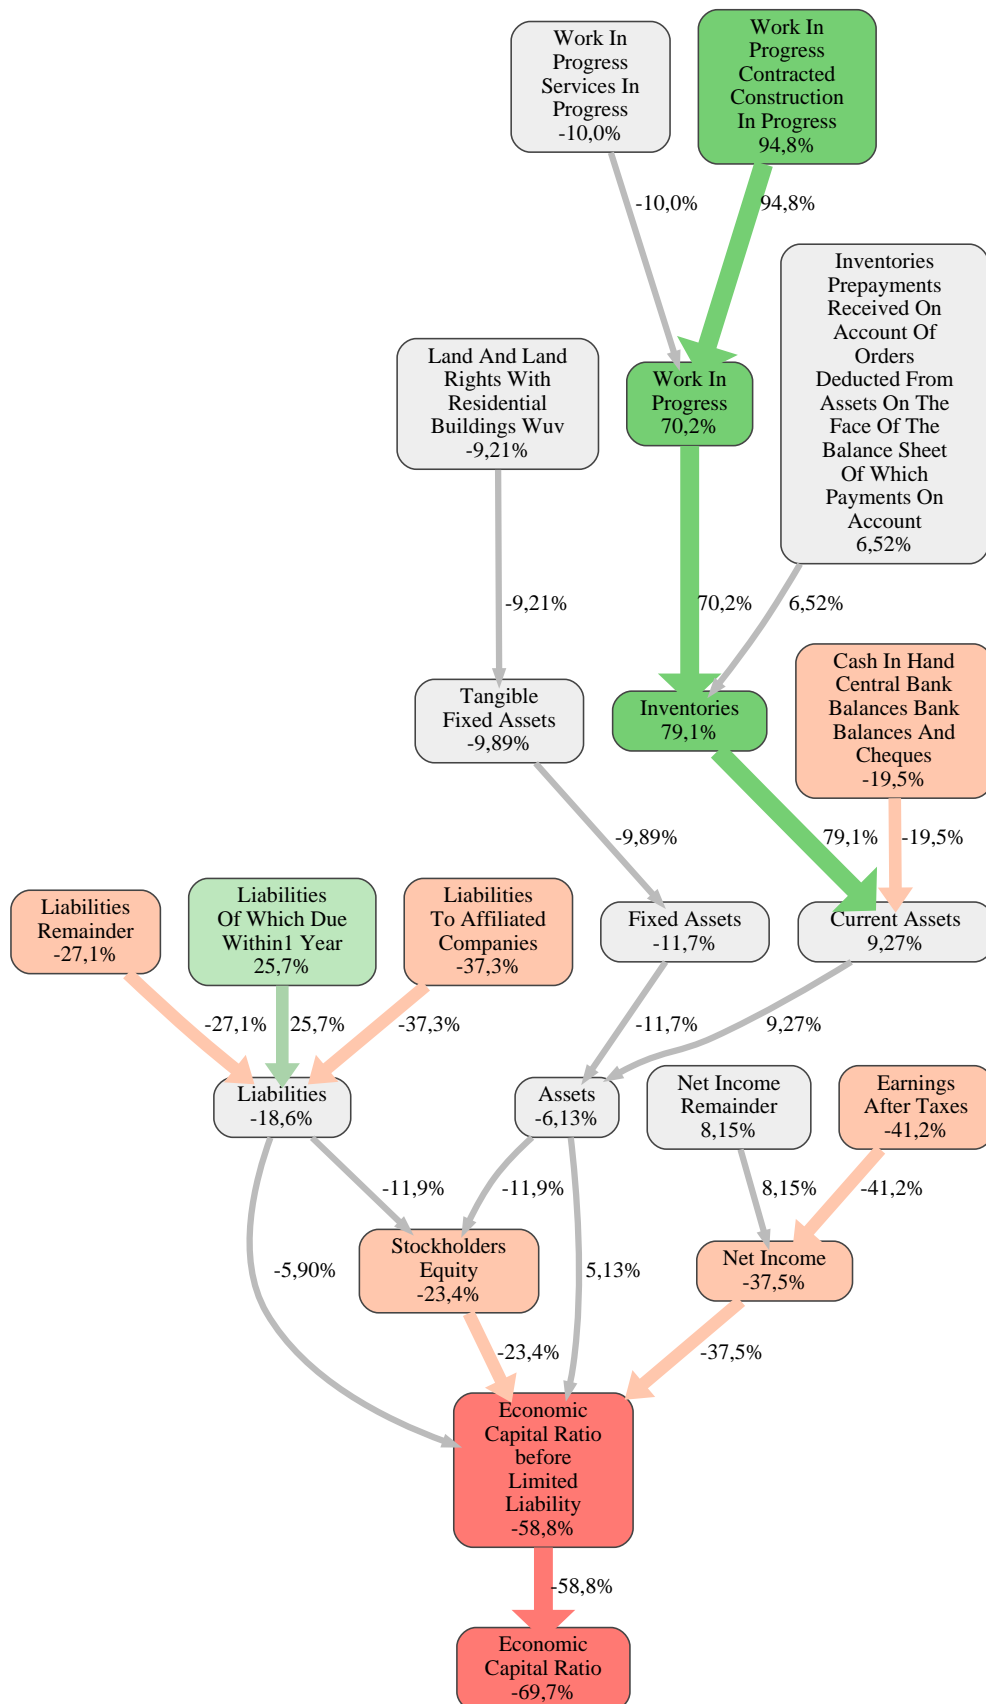 Work In
Progress
Services In
Progress
-10,0%
Work In
Progress
Contracted
Construction
In Progress
94,8%
-10,0%
94,8%
Inventories
Prepayments
Received On
Account Of
Orders
Deducted From
Assets On The
Face Of The
Balance Sheet
Of Which
Payments On
Account
6,52%
Land And Land
Rights With
Residential
Buildings Wuv
-9,21%
Work In
Progress
70,2%
-9,21%
70,2%
6,52%
Cash In Hand
Central Bank
Balances Bank
Balances And
Cheques
-19,5%
Tangible
Fixed Assets
-9,89%
Inventories
79,1%
-9,89%
79,1%
-19,5%
Liabilities
Remainder
-27,1%
Liabilities
Of Which Due
Within1 Year
25,7%
Liabilities
To Affiliated
Companies
-37,3%
Fixed Assets
-11,7%
Current Assets
9,27%
-27,1%
25,7%
-37,3%
-11,7%
9,27%
Liabilities
-18,6%
Assets
-6,13%
Net Income
Remainder
8,15%
Earnings
After Taxes
-41,2%
-11,9%
-11,9%
8,15%
-41,2%
-5,90%
Stockholders
Equity
-23,4%
5,13%
Net Income
-37,5%
-23,4%
-37,5%
Economic
Capital Ratio
before
Limited
Liability
-58,8%
-58,8%
Economic
Capital Ratio
-69,7%